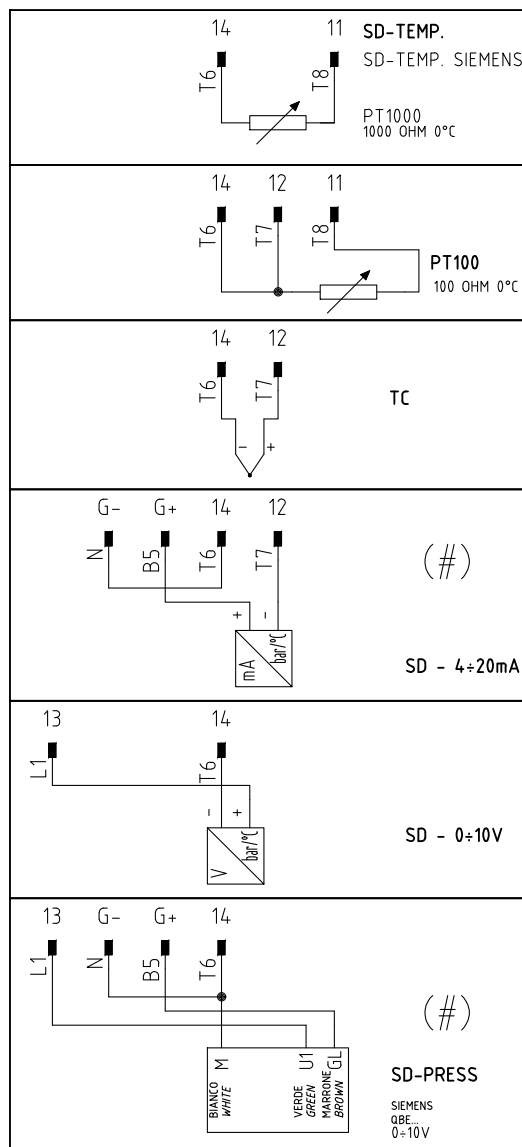 14 11 SD-TEMP.
SD-TEMP. SIEMENS
T6 T8
PT1000
1000 OHM 0°C
14 12 11
T6 T7 T8
PT100
100 OHM 0°C
14 12
T6 T7
TC
- +
G- G+ 14 12
N B5 T6 T7
(#)
+ -
mA bar/°C
SD - 4÷20mA
13 14
L1 T6
- +
V bar/°C
SD - 0÷10V
13 G- G+ 14
L1 N B5 T6
(#)
M U1 GL
BIANCO VERDE MARRONE
WHITE GREEN BROWN
SD-PRESS
SIEMENS
QBE...
0÷10V